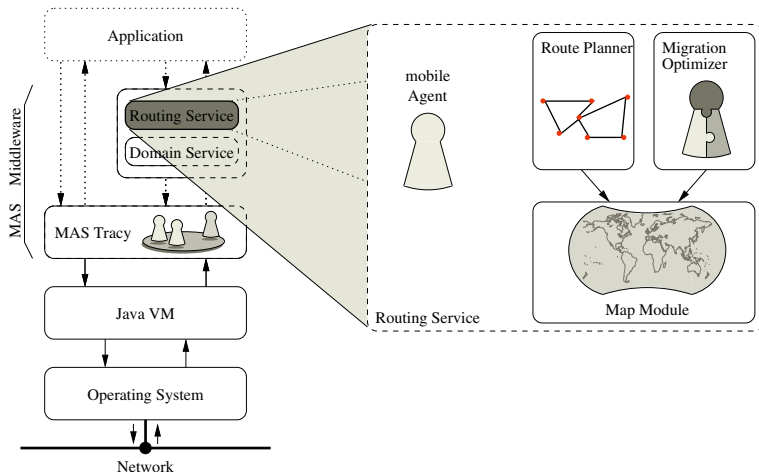 Application
Middleware
MAS
Routing Service
Domain Service
MAS Tracy
Java VM
Operating System
Network
mobile
Agent
Route Planner
Migration
Optimizer
Map Module
Routing Service